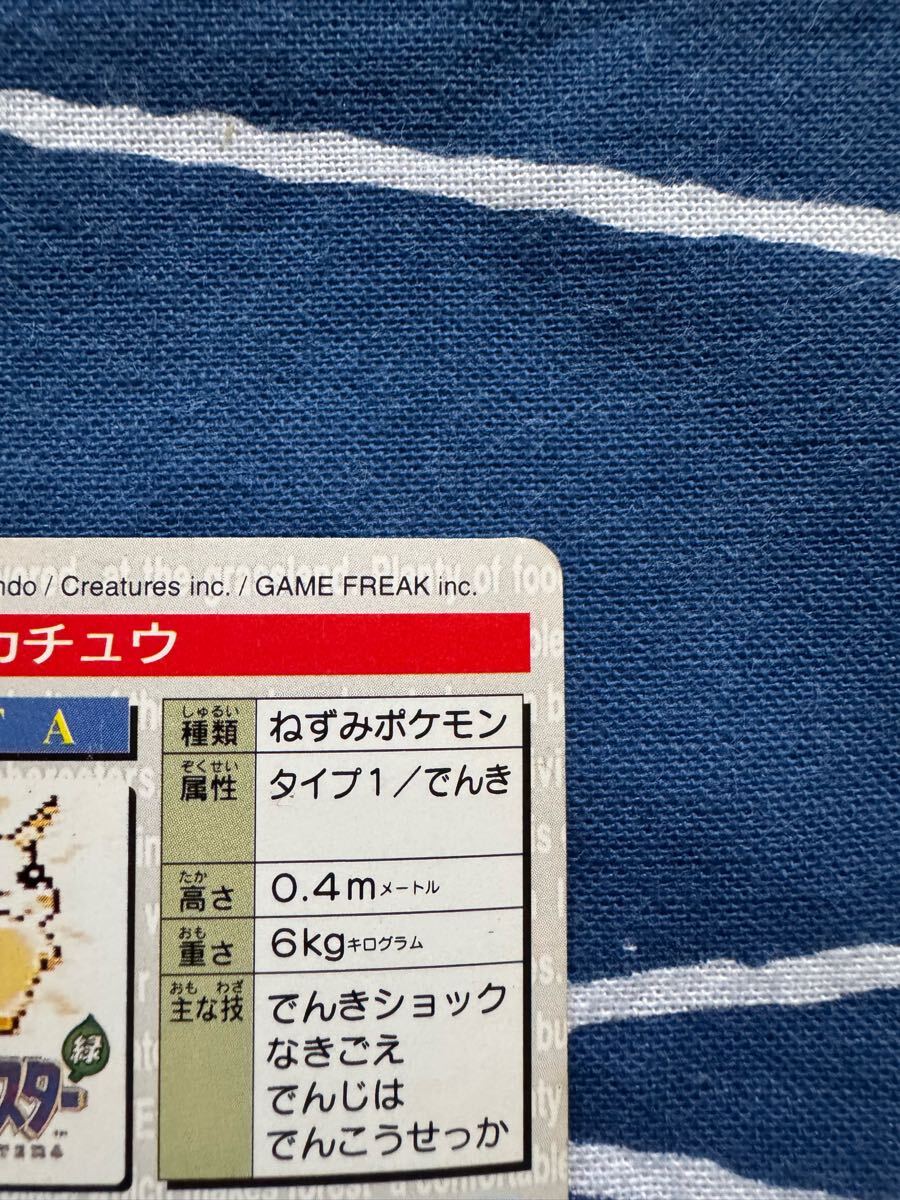 ndo / Creatures inc. / GAME FREAK inc.
カチュウ
T A
しゅるい
種類 ねずみポケモン
ぞくせい
属性 タイプ1/でんき
たか
高さ 0.4mメートル
おも
重さ 6kgキログラム
おも わざ
主な技 でんきショック
なきごえ
でんじは
でんこうせっか
緑
スター